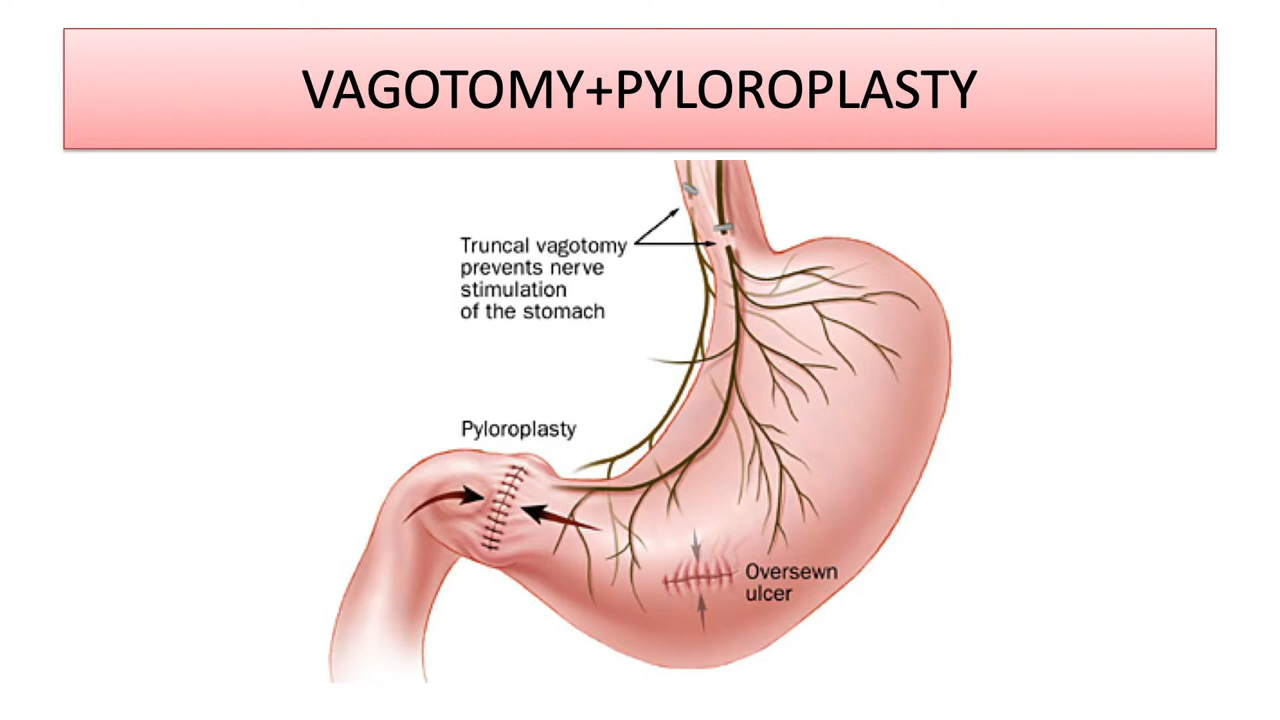 VAGOTOMY+PYLOROPLASTY
Truncal vagotomy
prevents nerve
stimulation
of the stomach
Pyloroplasty
Oversewn
ulcer